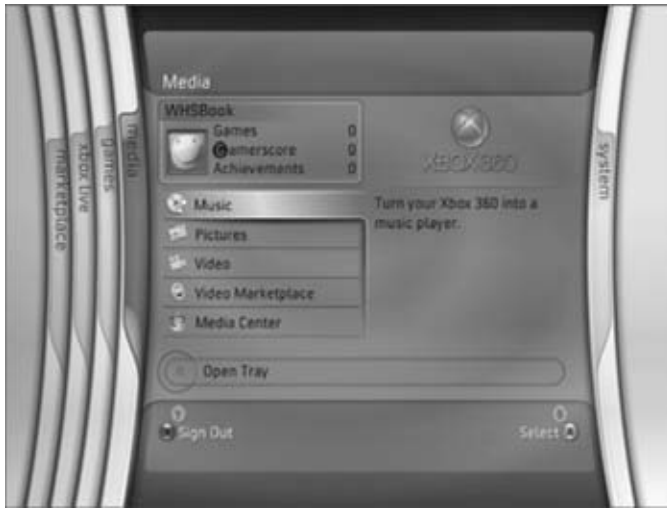 Media
WHSBook
Games 0
Gamerscore 0
Achievements 0
XBOX 360
Music
Turn your Xbox 360 into a
music player.
Pictures
Video
Video Marketplace
Media Center
Open Tray
Sign Out
Select A
marketplace
xbox live
games
media
system